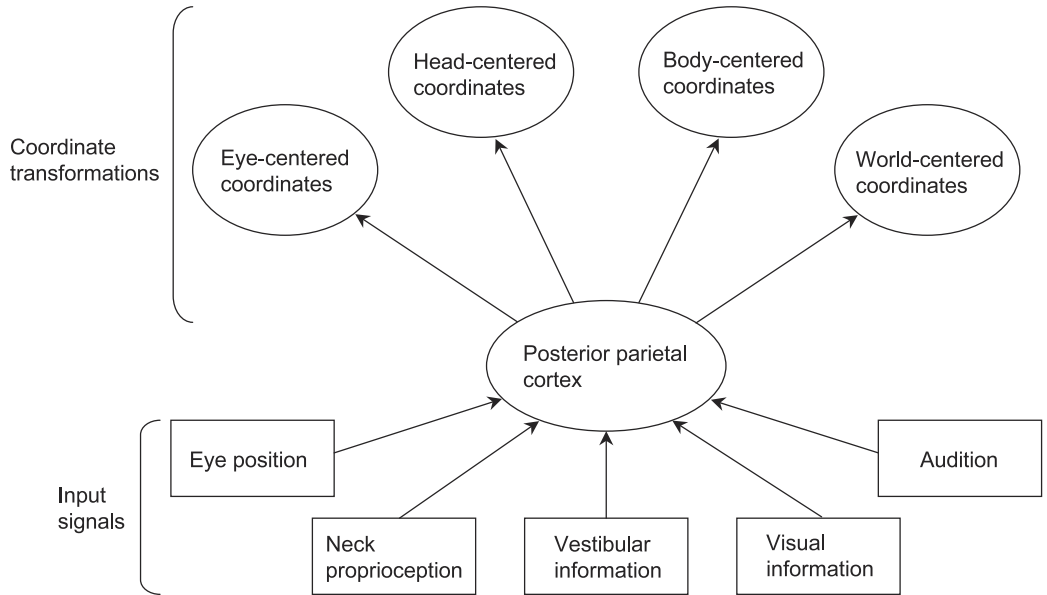 Head-centered
coordinates
Body-centered
coordinates
Coordinate
transformations
Eye-centered
coordinates
World-centered
coordinates
Posterior parietal
cortex
Input
signals
Eye position
Audition
Neck
proprioception
Vestibular
information
Visual
information